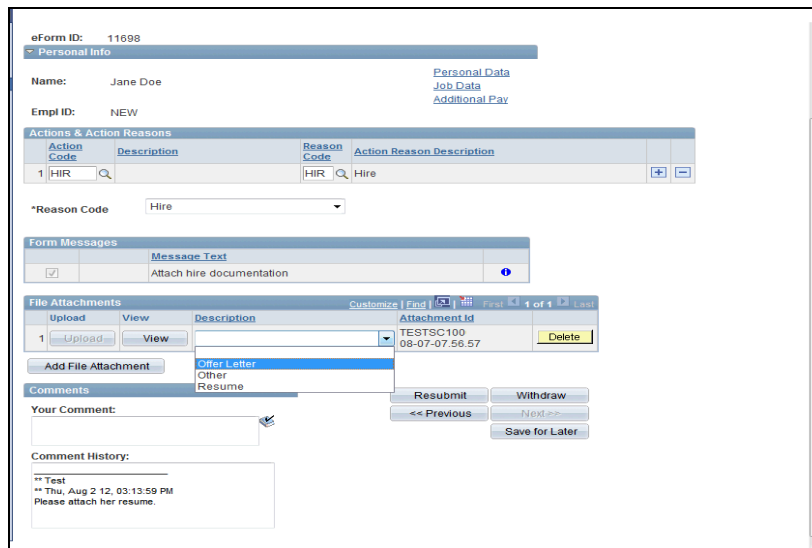 eForm ID: 11698
Personal Info
Name: Jane Doe
Personal Data
Job Data
Additional Pay
Empl ID: NEW
Actions & Action Reasons
Action Code Description Reason Code Action Reason Description
1 HIR HIR Hire
*Reason Code Hire
Form Messages
Message Text
Attach hire documentation
File Attachments Customize | Find | First 1 of 1 Last
Upload View Description Attachment Id
1 Upload View TESTSC100 08-07-07.56.57 Delete
Offer Letter
Other
Resume
Add File Attachment
Comments
Resubmit Withdraw
Your Comment:
<< Previous Next>>
Save for Later
Comment History:
** Test
** Thu, Aug 2 12, 03:13:59 PM
Please attach her resume.